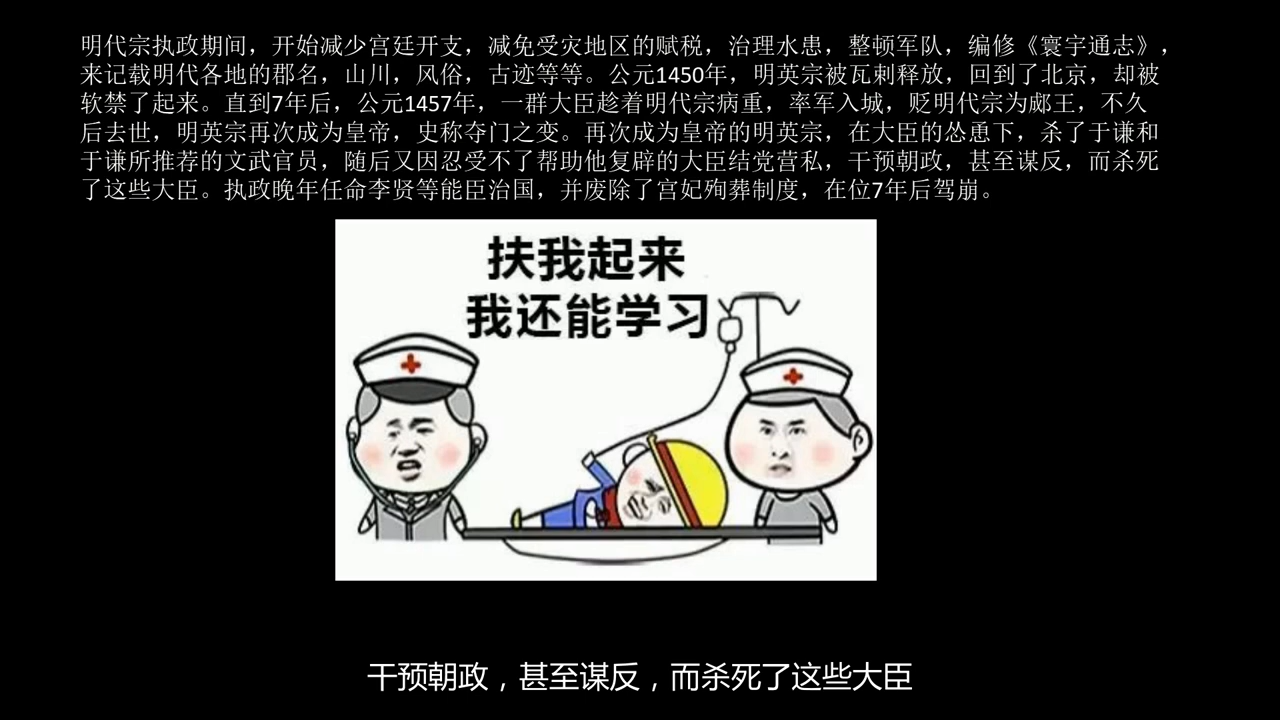 明代宗执政期间，开始减少宫廷开支，减免受灾地区的赋税，治理水患，整顿军队，编修《寰宇通志》，
来记载明代各地的郡名，山川，风俗，古迹等等。公元1450年，明英宗被瓦剌释放，回到了北京，却被
软禁了起来。直到7年后，公元1457年，一群大臣趁着明代宗病重，率军入城，贬明代宗为郕王，不久
后去世，明英宗再次成为皇帝，史称夺门之变。再次成为皇帝的明英宗，在大臣的怂恿下，杀了于谦和
于谦所推荐的文武官员，随后又因忍受不了帮助他复辟的大臣结党营私，干预朝政，甚至谋反，而杀死
了这些大臣。执政晚年任命李贤等能臣治国，并废除了宫妃殉葬制度，在位7年后驾崩。
扶我起来
我还能学习
干预朝政，甚至谋反，而杀死了这些大臣